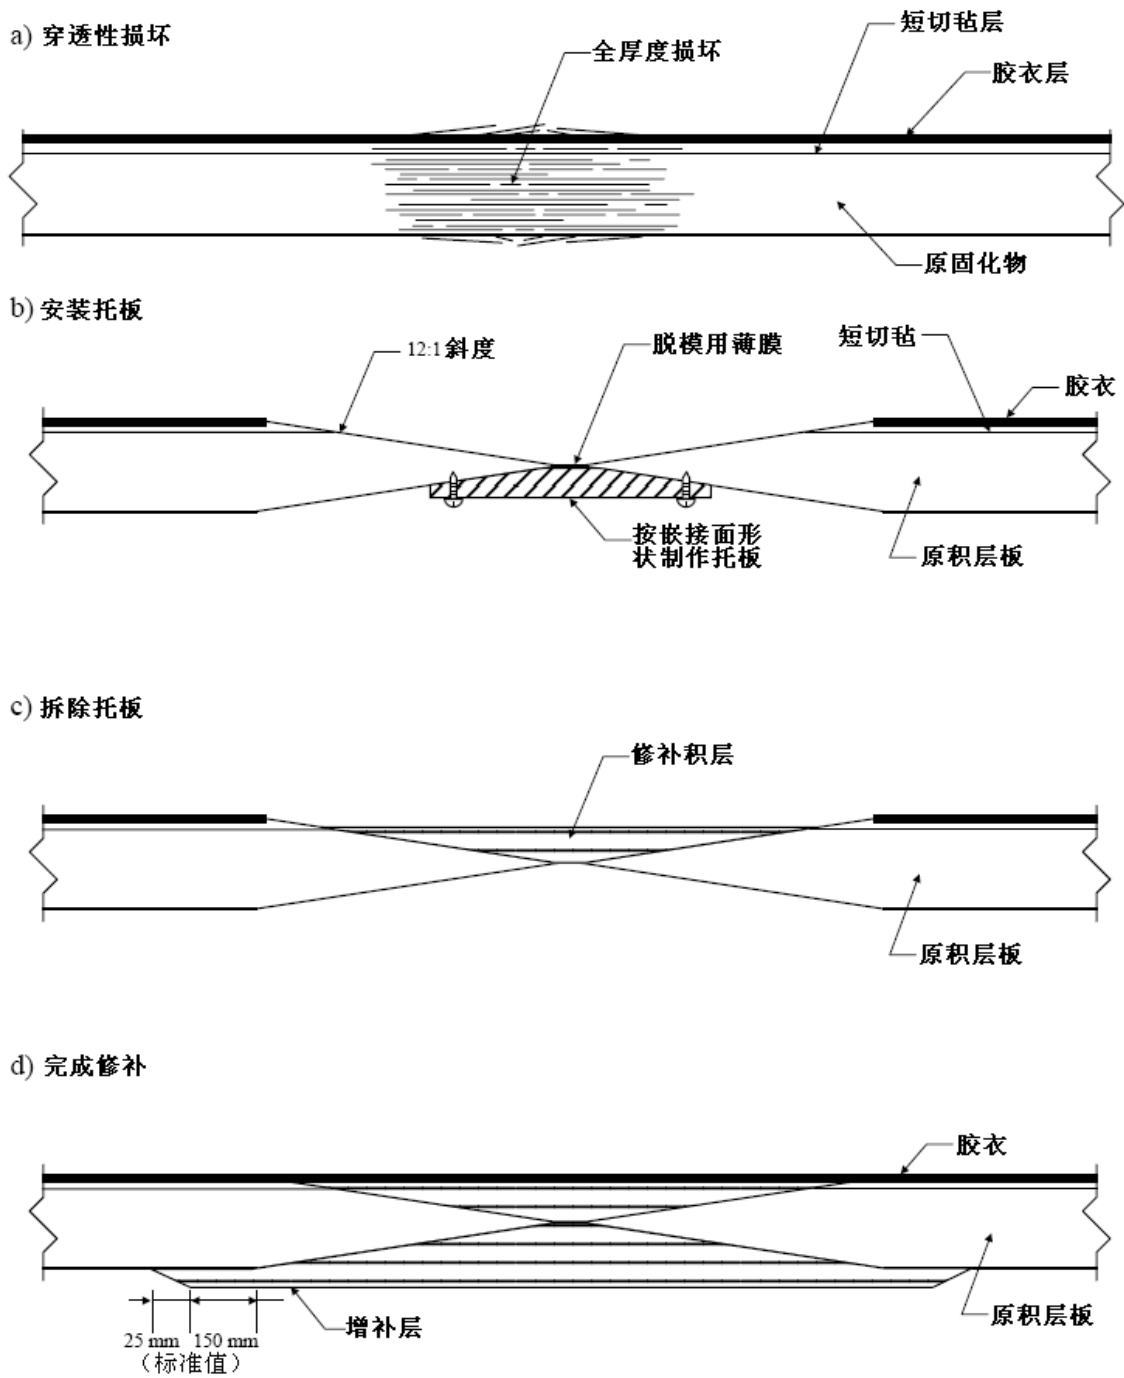 a) 穿透性损坏
全厚度损坏
短切毡层
胶衣层
原固化物
b) 安装托板
12:1斜度
脱模用薄膜
短切毡
胶衣
按嵌接面形
状制作托板
原积层板
c) 拆除托板
修补积层
原积层板
d) 完成修补
胶衣
原积层板
增补层
25 mm 150 mm
（标准值）